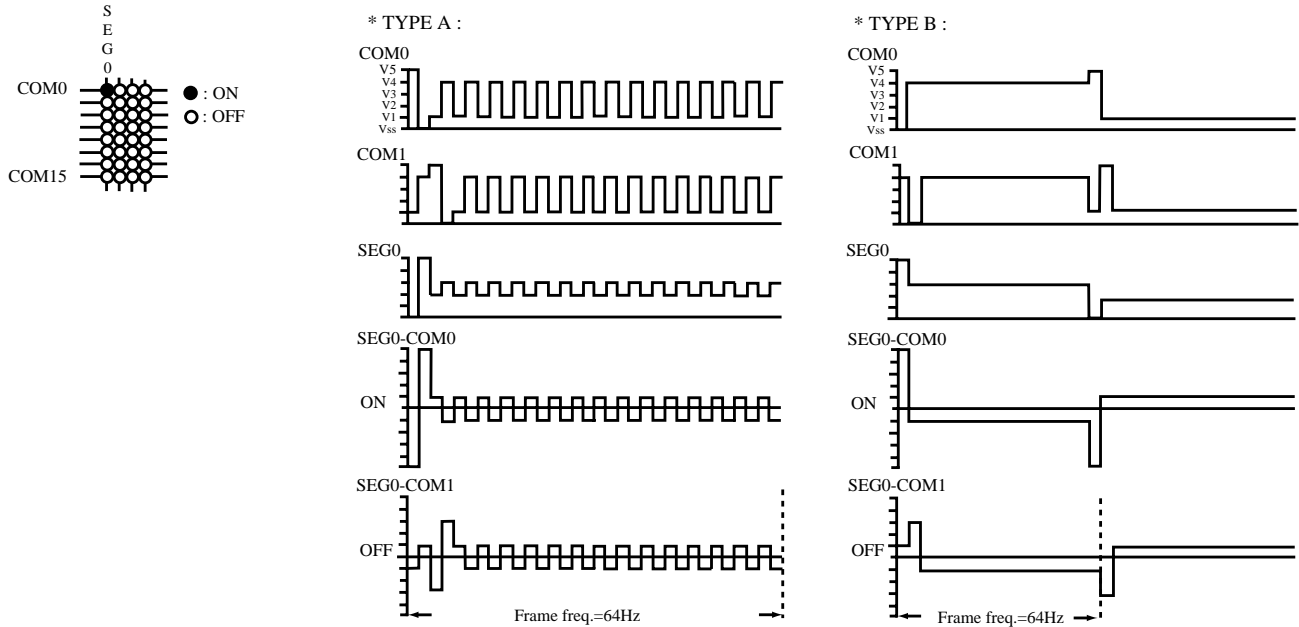 S
E
G
0
COM0
COM15
: ON
: OFF
* TYPE A :
COM0
V5
V4
V3
V2
V1
Vss
COM1
SEG0
SEG0-COM0
ON
SEG0-COM1
OFF
Frame freq.=64Hz
* TYPE B :
COM0
V5
V4
V3
V2
V1
Vss
COM1
SEG0
SEG0-COM0
ON
SEG0-COM1
OFF
Frame freq.=64Hz